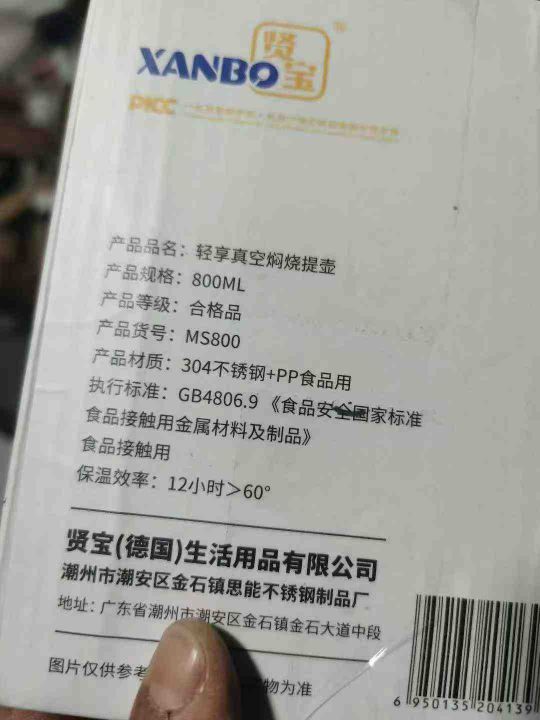 XANBO 贤宝
PICC
产品品名：轻享真空焖烧提壶
产品规格：800ML
产品等级：合格品
产品货号：MS800
产品材质：304不锈钢+PP食品用
执行标准：GB4806.9 《食品安全国家标准
食品接触用金属材料及制品》
食品接触用
保温效率：12小时＞60°
贤宝(德国)生活用品有限公司
潮州市潮安区金石镇思能不锈钢制品厂
地址：广东省潮州市潮安区金石镇金石大道中段
图片仅供参考 物为准
6 950135 204139